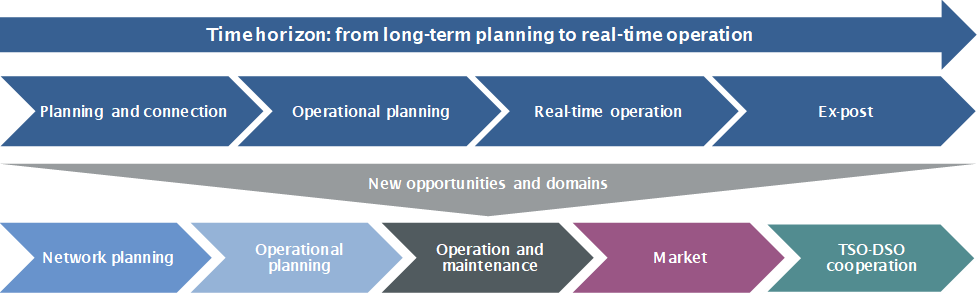 Time horizon: from long-term planning to real-time operation
Planning and connection
Operational planning
Real-time operation
Ex-post
New opportunities and domains
Network planning
Operational
planning
Operation and
maintenance
Market
TSO-DSO
cooperation